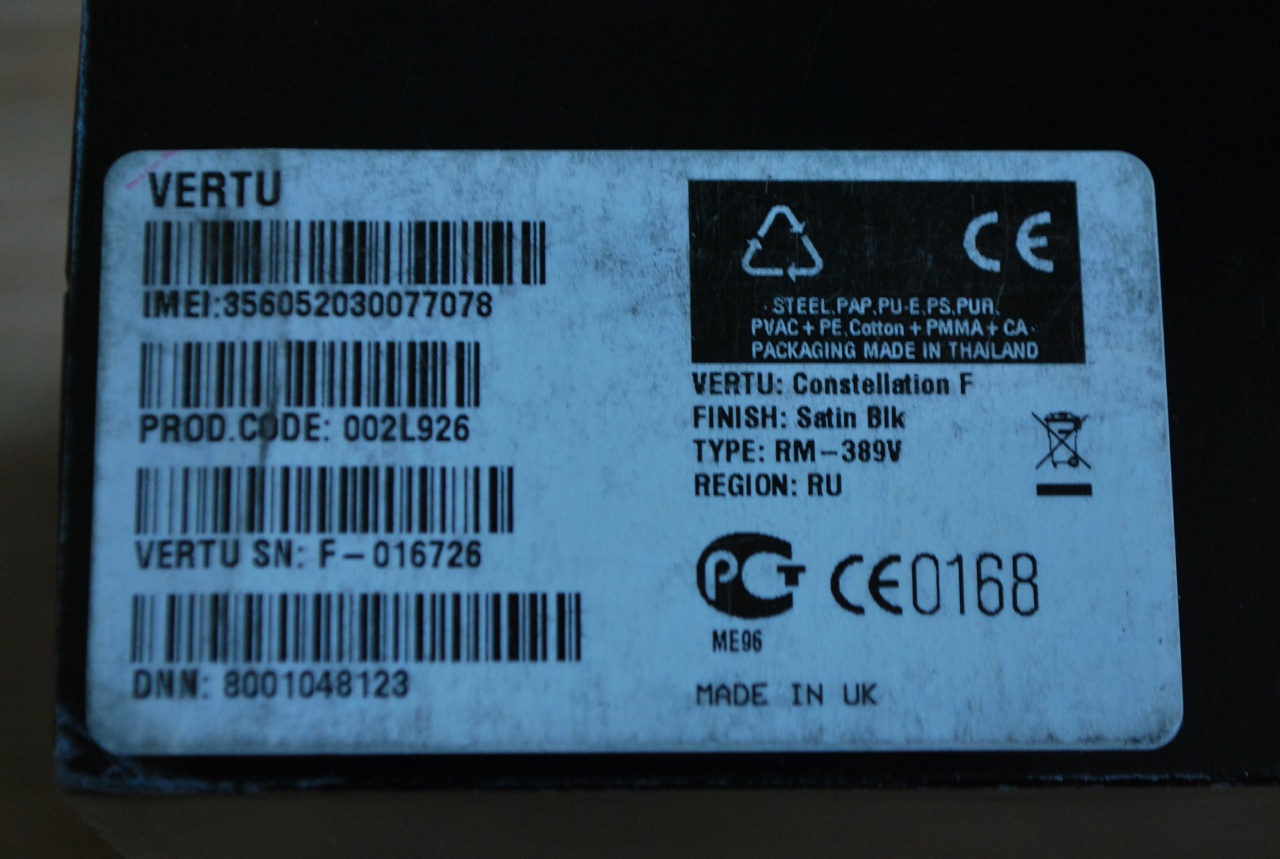 VERTU
IMEI:356052030077078
PROD.CODE: 002L926
VERTU SN: F-016726
DNN: 8001048123
CE
STEEL,PAP,PU-E,PS,PUR,
PVAC + PE,Cotton + PMMA + CA
PACKAGING MADE IN THAILAND
VERTU: Constellation F
FINISH: Satin Blk
TYPE: RM-389V
REGION: RU
РСТ CE0168
ME96
MADE IN UK